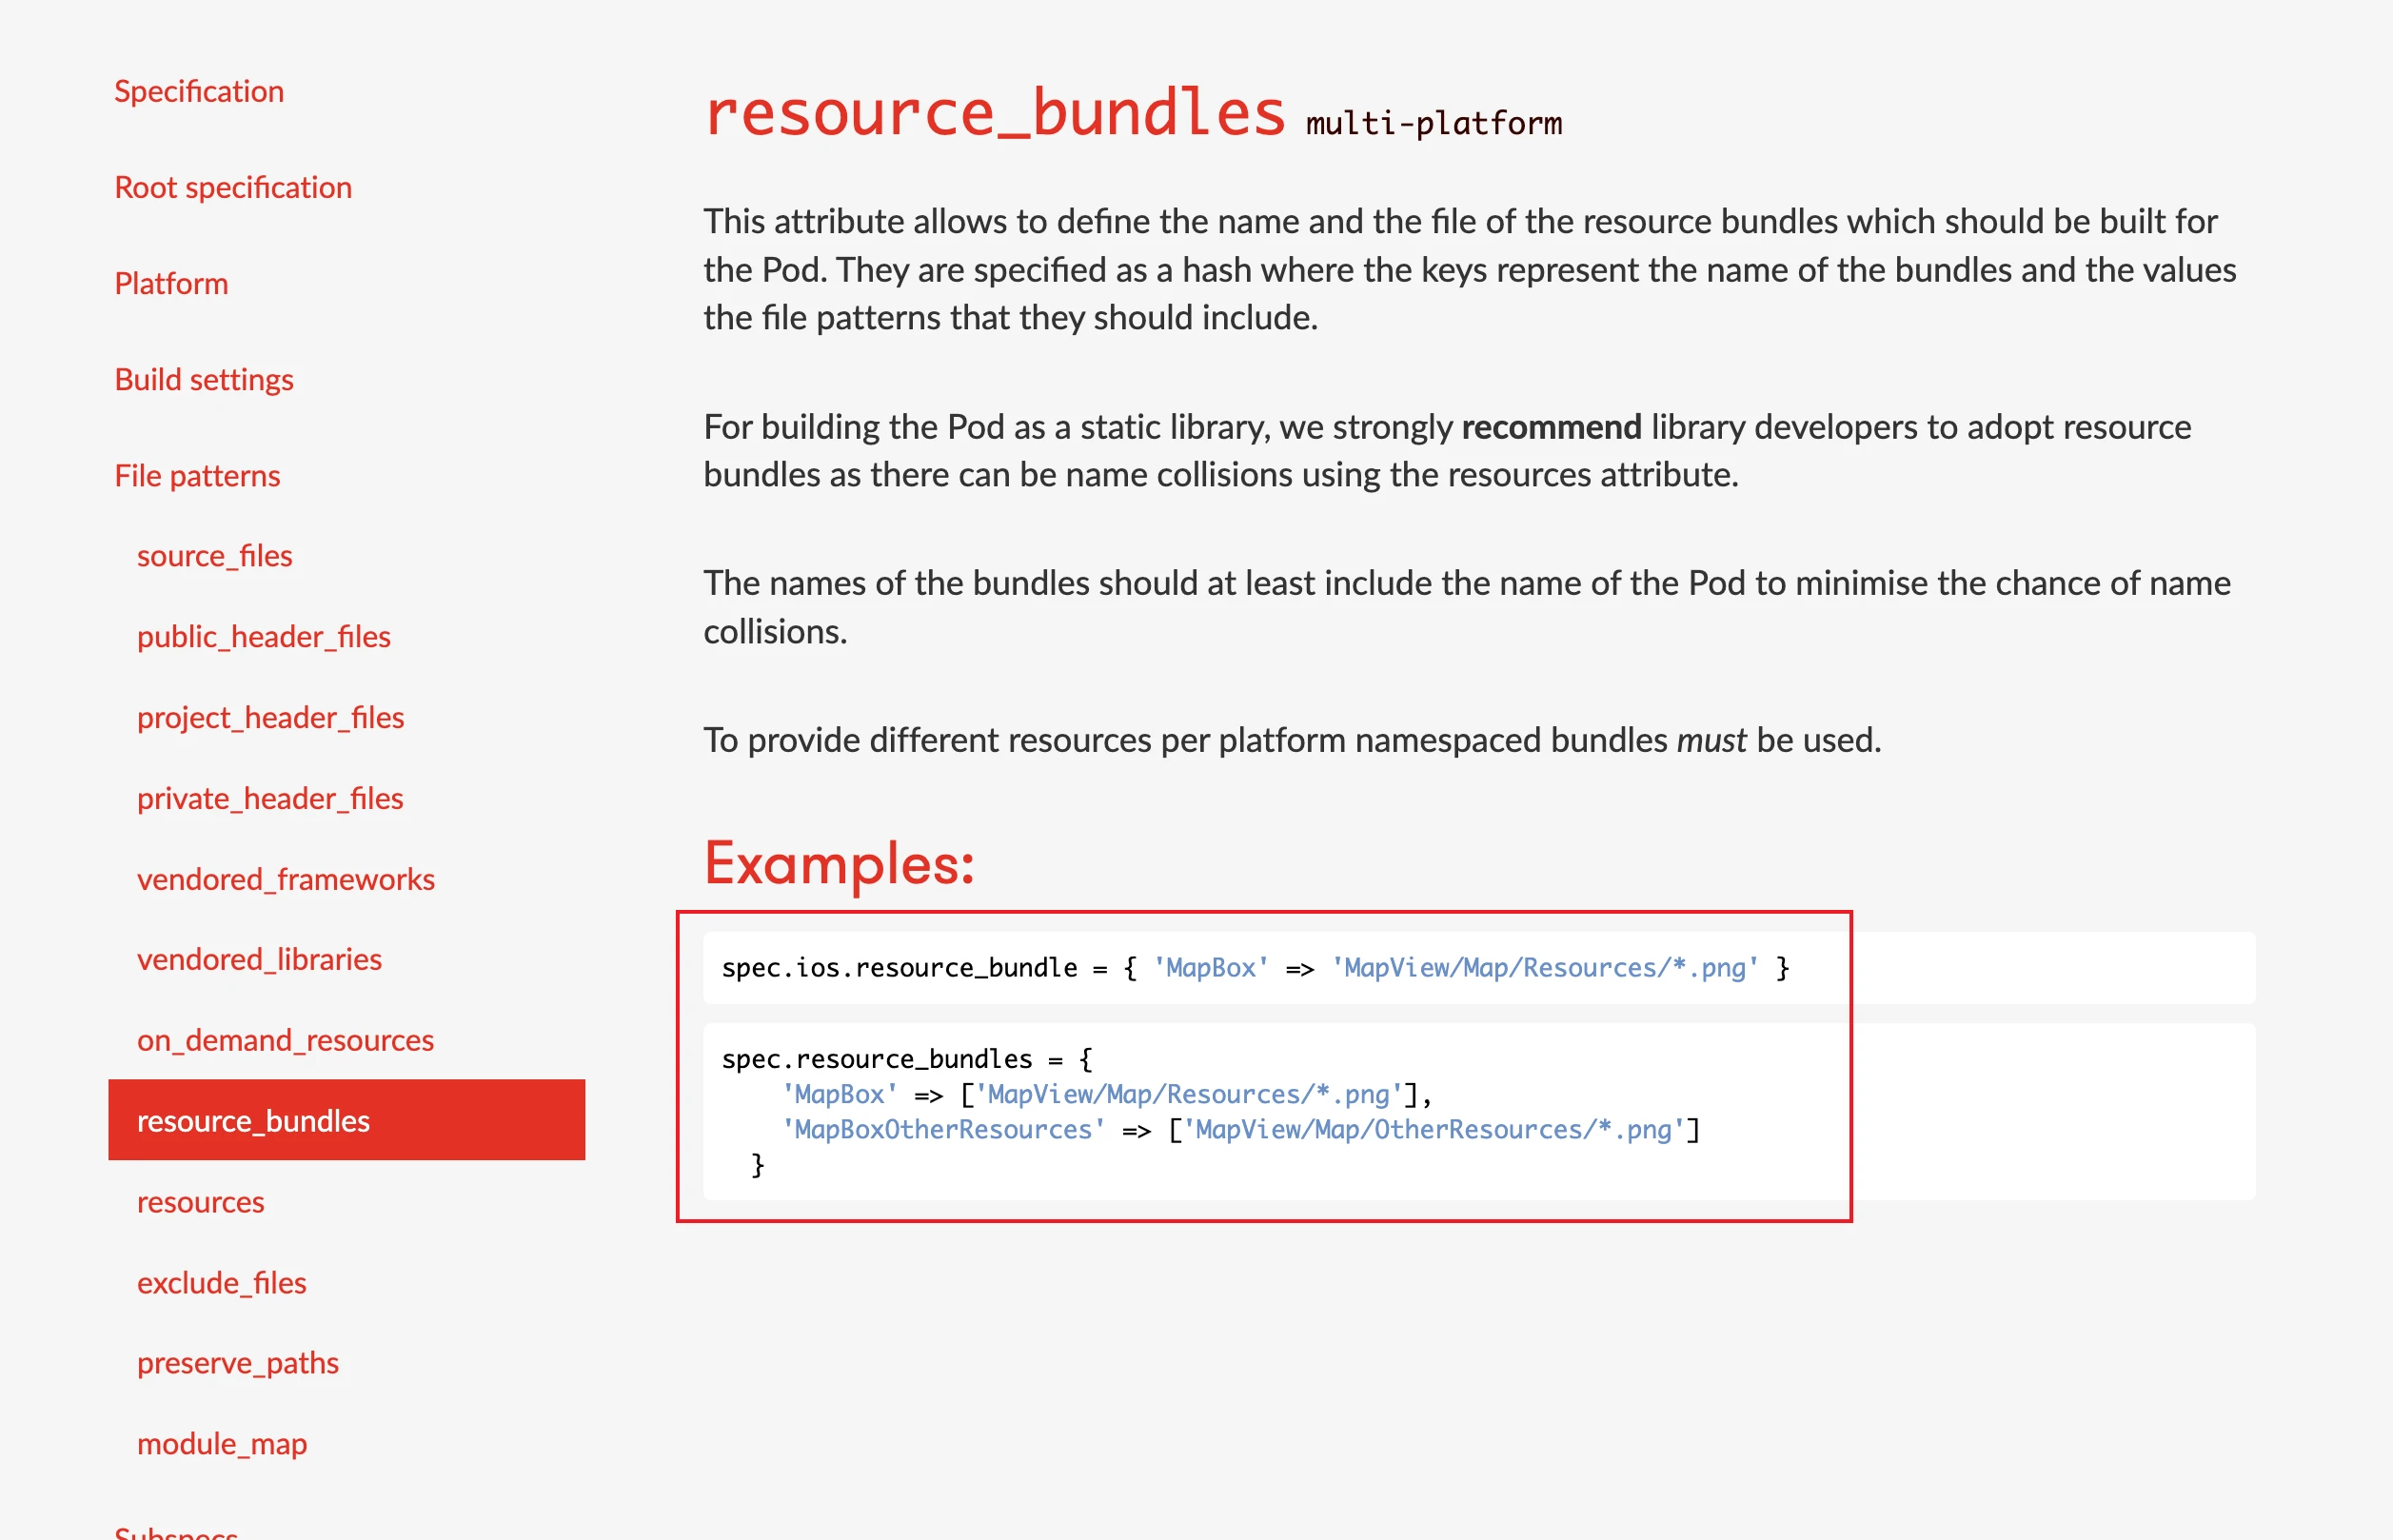 Specification
Root specification
Platform
Build settings
File patterns
source_files
public_header_files
project_header_files
private_header_files
vendored_frameworks
vendored_libraries
on_demand_resources
resource_bundles
resources
exclude_files
preserve_paths
module_map
Subspecs
resource_bundles multi-platform
This attribute allows to define the name and the file of the resource bundles which should be built for
the Pod. They are specified as a hash where the keys represent the name of the bundles and the values
the file patterns that they should include.
For building the Pod as a static library, we strongly recommend library developers to adopt resource
bundles as there can be name collisions using the resources attribute.
The names of the bundles should at least include the name of the Pod to minimise the chance of name
collisions.
To provide different resources per platform namespaced bundles must be used.
Examples:
spec.ios.resource_bundle = { 'MapBox' => 'MapView/Map/Resources/*.png' }
spec.resource_bundles = {
    'MapBox' => ['MapView/Map/Resources/*.png'],
    'MapBoxOtherResources' => ['MapView/Map/OtherResources/*.png']
  }